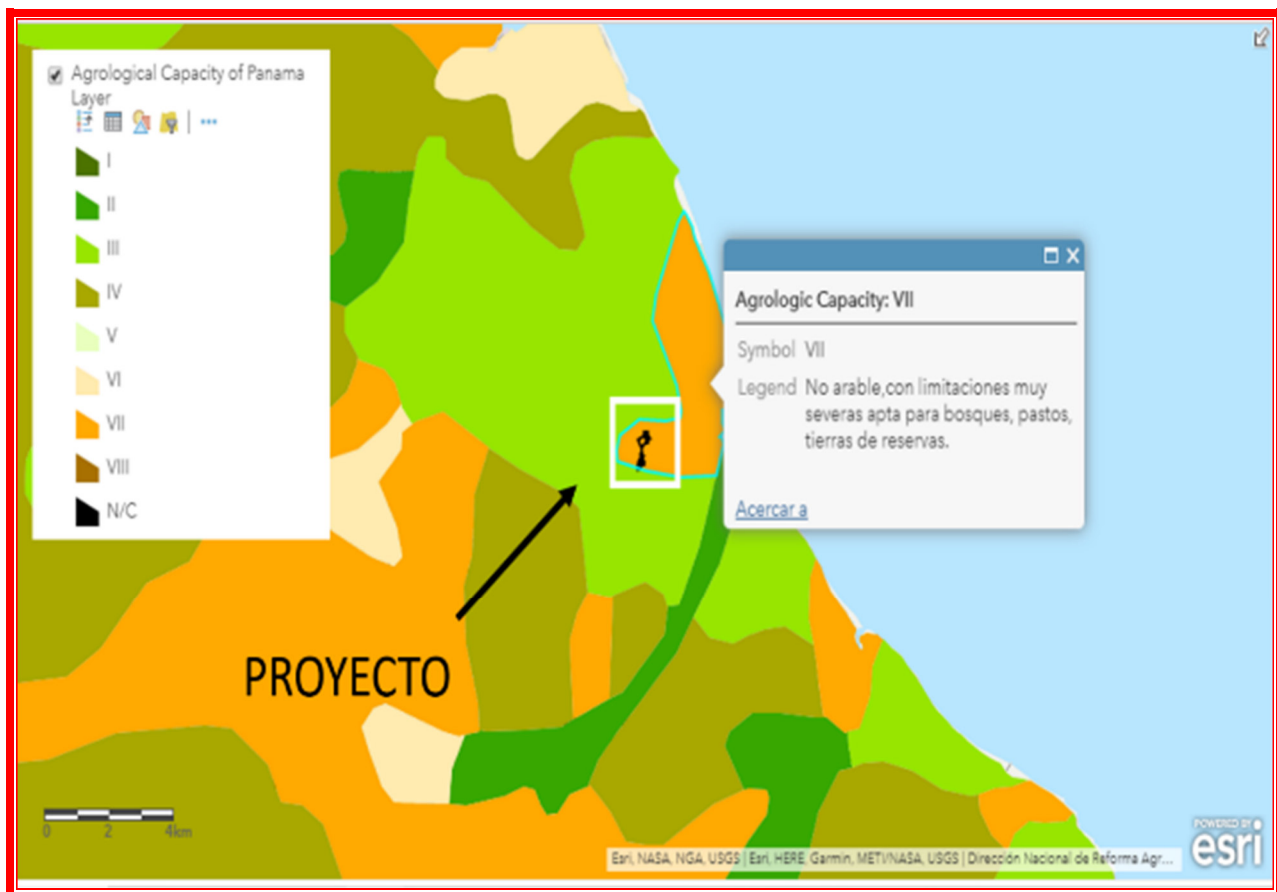 Agrological Capacity of Panama
Layer
I
II
III
IV
V
VI
VII
VIII
N/C
Agrologic Capacity: VII
Symbol VII
Legend No arable,con limitaciones muy
severas apta para bosques, pastos,
tierras de reservas.
Acercar a
PROYECTO
0 2 4km
Esri, NASA, NGA, USGS | Esri, HERE, Garmin, METI/NASA, USGS | Dirección Nacional de Reforma Agr...
POWERED BY
esri